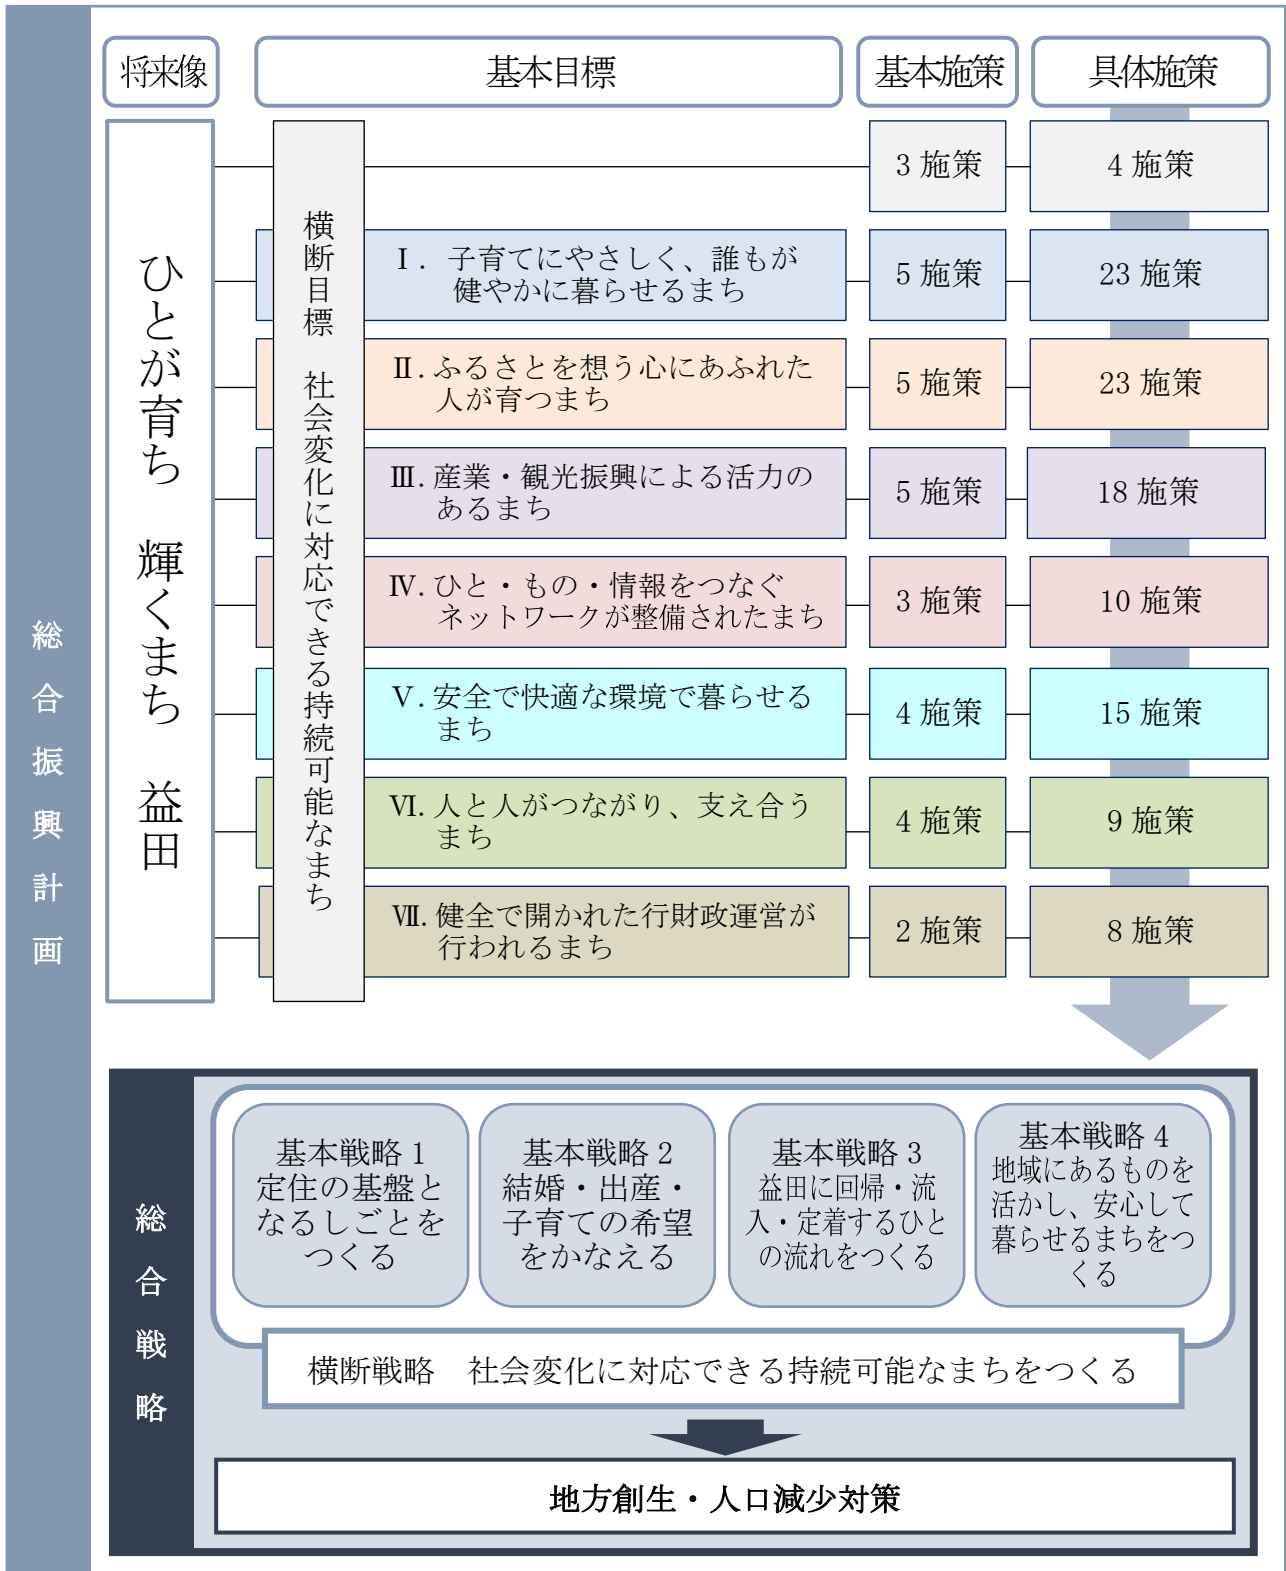 総合振興計画
将来像
基本目標
基本施策
具体施策
ひとが育ち　輝くまち　益田
横断目標　社会変化に対応できる持続可能なまち
3 施策
4 施策
Ⅰ. 子育てにやさしく、誰もが
健やかに暮らせるまち
5 施策
23 施策
Ⅱ. ふるさとを想う心にあふれた
人が育つまち
5 施策
23 施策
Ⅲ. 産業・観光振興による活力の
あるまち
5 施策
18 施策
Ⅳ. ひと・もの・情報をつなぐ
ネットワークが整備されたまち
3 施策
10 施策
Ⅴ. 安全で快適な環境で暮らせる
まち
4 施策
15 施策
Ⅵ. 人と人がつながり、支え合う
まち
4 施策
9 施策
Ⅶ. 健全で開かれた行財政運営が
行われるまち
2 施策
8 施策
総合戦略
基本戦略 1
定住の基盤と
なるしごとを
つくる
基本戦略 2
結婚・出産・
子育ての希望
をかなえる
基本戦略 3
益田に回帰・流
入・定着するひと
の流れをつくる
基本戦略 4
地域にあるものを
活かし、安心して
暮らせるまちをつ
くる
横断戦略　社会変化に対応できる持続可能なまちをつくる
地方創生・人口減少対策